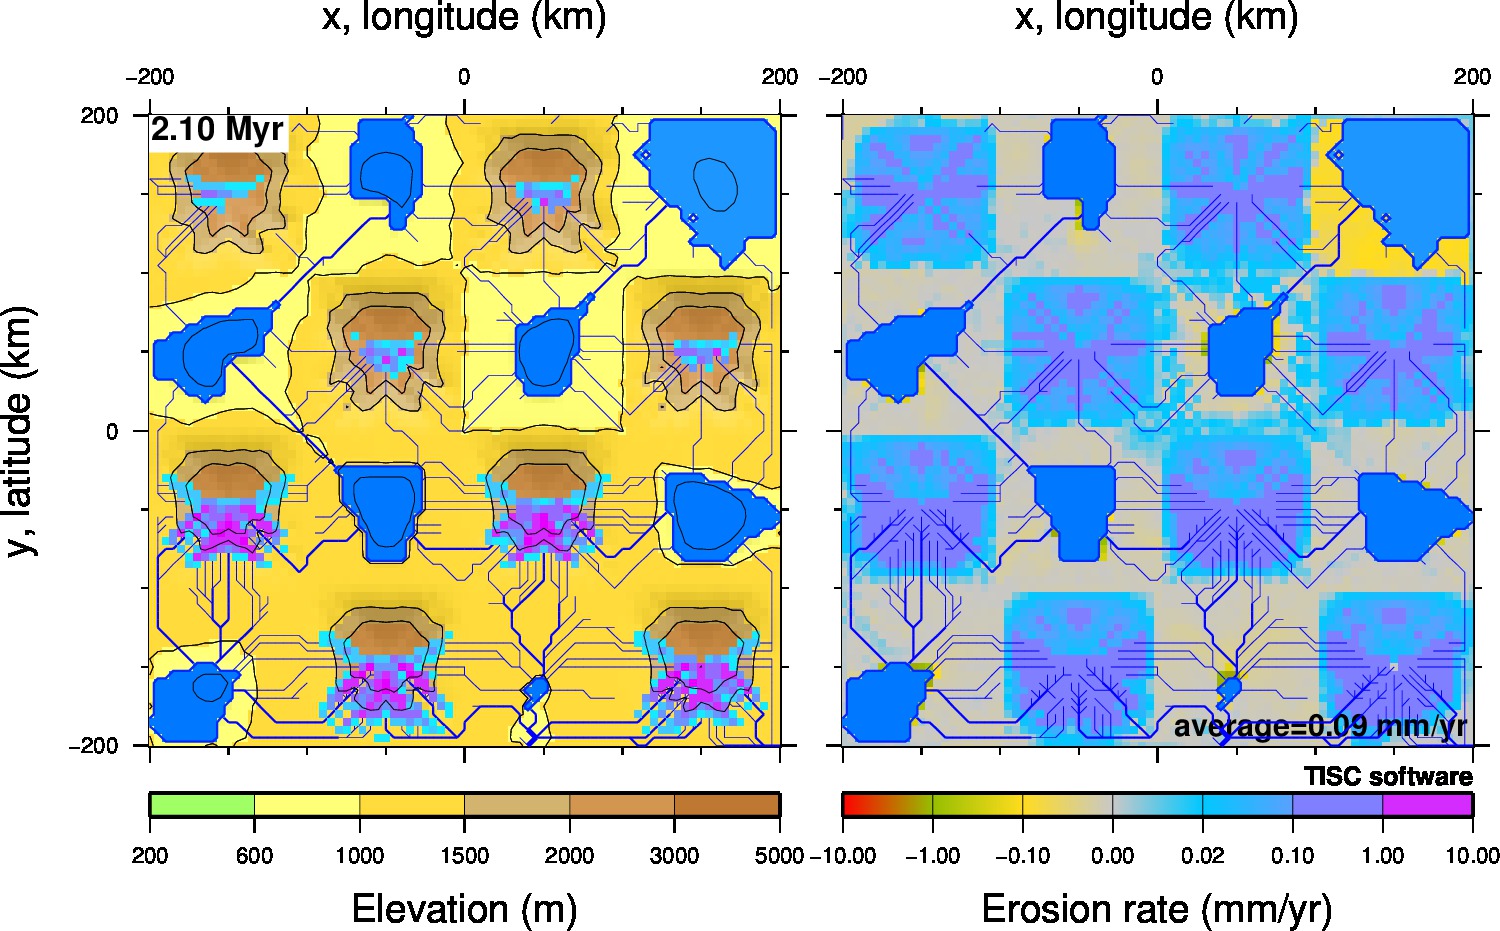 x, longitude (km)
x, longitude (km)
−200 0 200
−200 0 200
200
0
−200
y, latitude (km)
2.10 Myr
average=0.09 mm/yr
TISC software
200 600 1000 1500 2000 3000 5000
−10.00 −1.00 −0.10 0.00 0.02 0.10 1.00 10.00
Elevation (m)
Erosion rate (mm/yr)